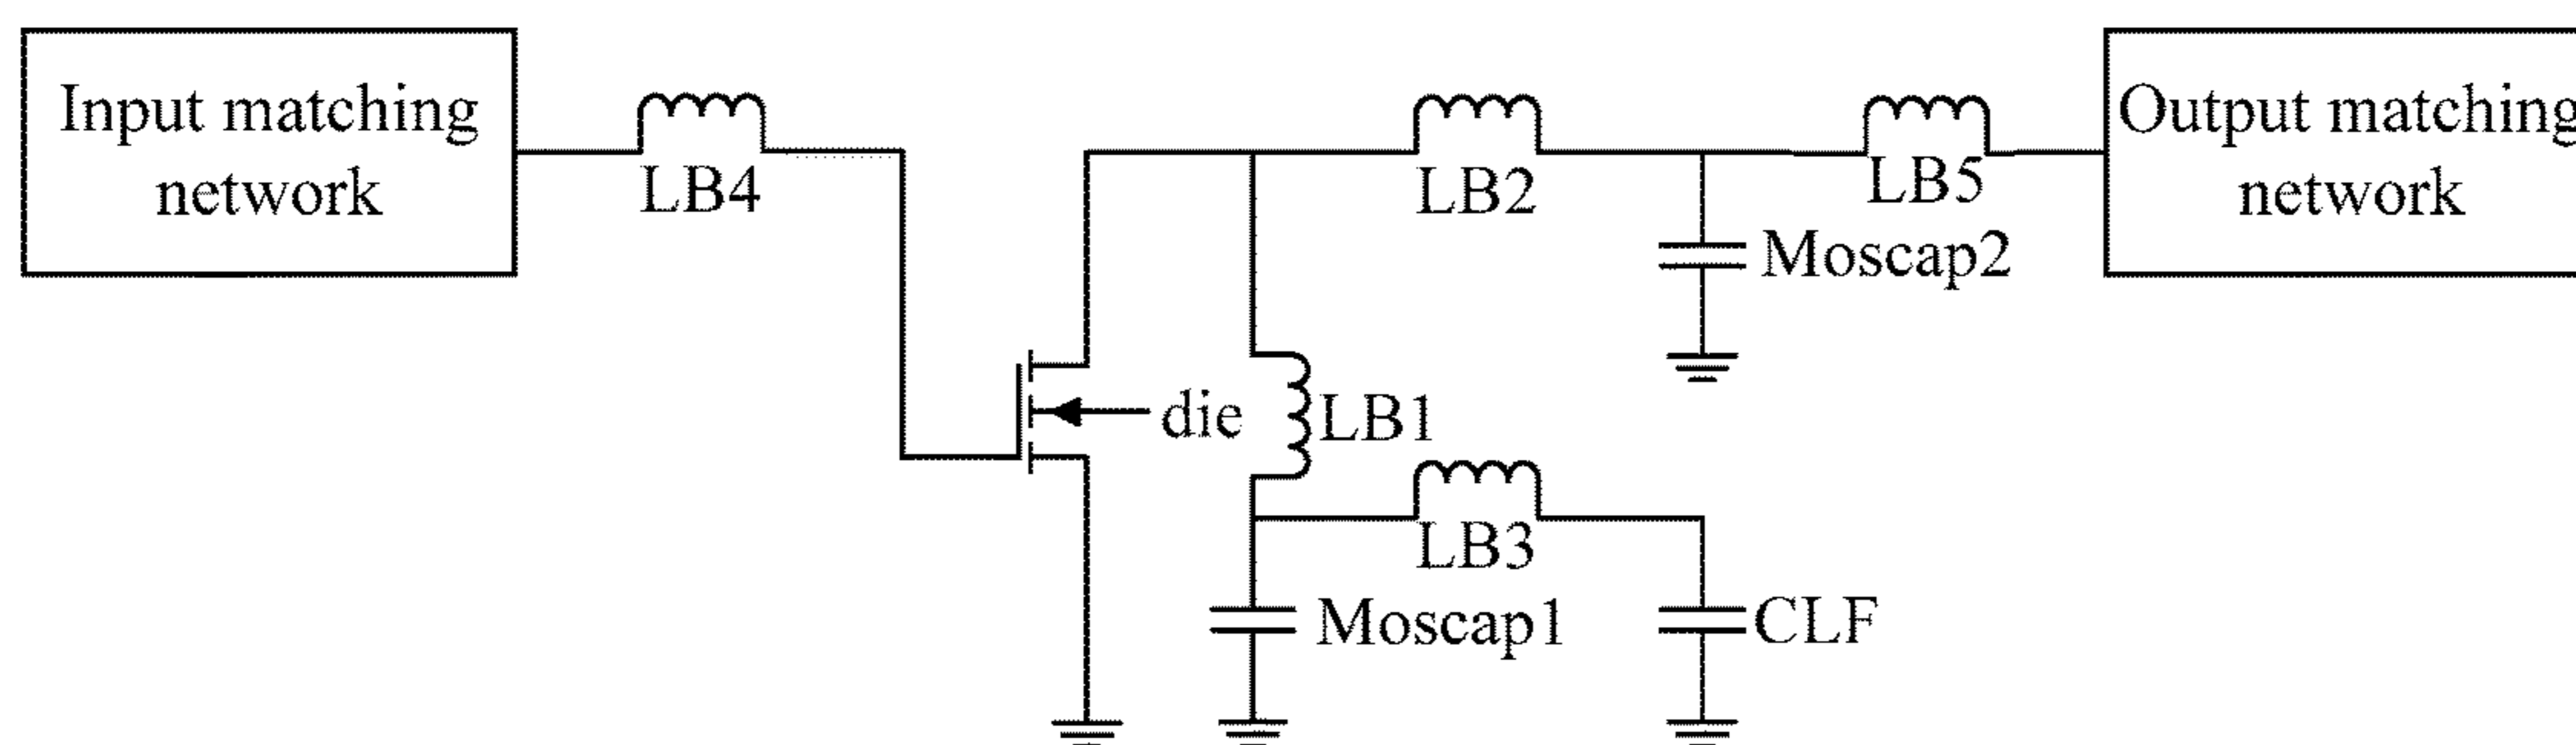 Input matching
network
LB4
LB2
LB5
Output matching
network
Moscap2
die
LB1
LB3
Moscap1
CLF